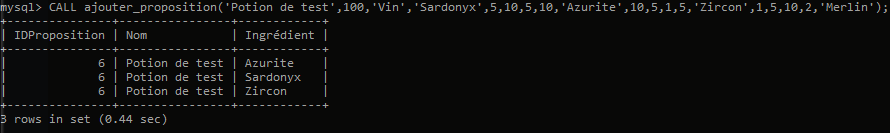 mysql> CALL ajouter_proposition('Potion de test',100,'Vin','Sardonyx',5,10,5,10,'Azurite',10,5,1,5,'Zircon',1,5,10,2,'Merlin');
+---------------+----------------+------------+
| IDProposition | Nom            | Ingrédient |
+---------------+----------------+------------+
|             6 | Potion de test | Azurite    |
|             6 | Potion de test | Sardonyx   |
|             6 | Potion de test | Zircon     |
+---------------+----------------+------------+
3 rows in set (0.44 sec)